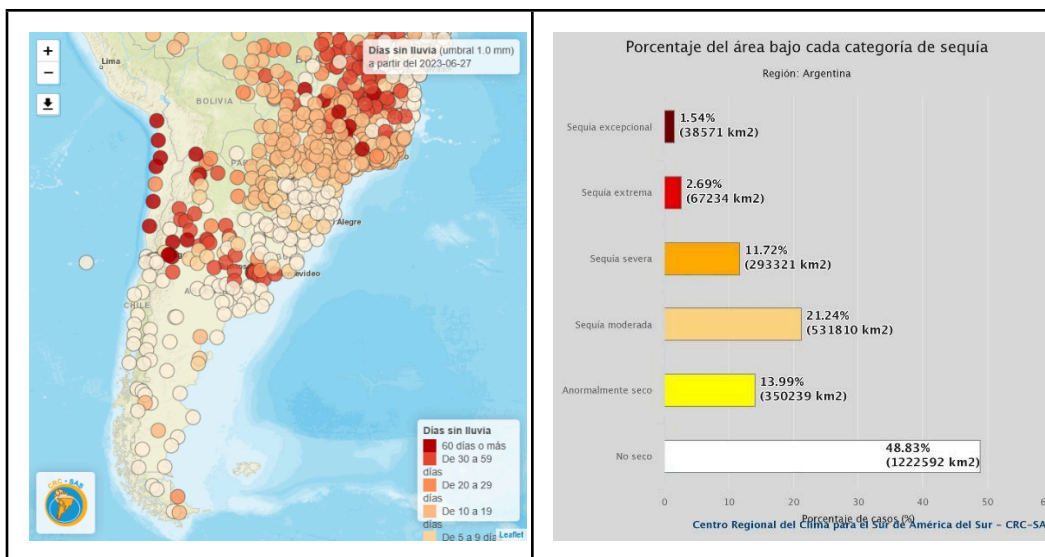 +
Lima
Días sin lluvia (umbral 1.0 mm)
a partir del 2023-06-27
−
BOLIVIA
PAR
Alegre
evideo
CHILE
Días sin lluvia
60 días o más
De 30 a 59
días
De 20 a 29
días
De 10 a 19
días
De 5 a 9 días
CRC - SAS
Leaflet
Porcentaje del área bajo cada categoría de sequía
Región: Argentina
Sequía excepcional
1.54%
(38571 km2)
Sequía extrema
2.69%
(67234 km2)
Sequía severa
11.72%
(293321 km2)
Sequía moderada
21.24%
(531810 km2)
Anormalmente seco
13.99%
(350239 km2)
No seco
48.83%
(1222592 km2)
0 10 20 30 40 50 6
Porcentaje de casos (%)
Centro Regional del Clima para el Sur de América del Sur – CRC-SA